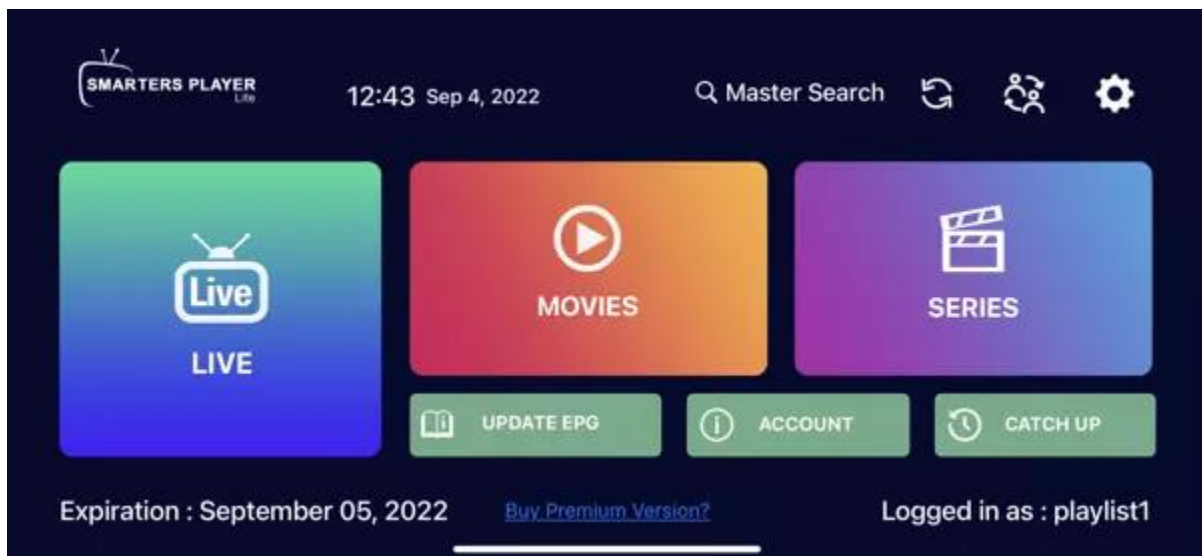 SMARTERS PLAYER
Lite
12:43 Sep 4, 2022
Master Search
Live
LIVE
MOVIES
SERIES
UPDATE EPG
ACCOUNT
CATCH UP
Expiration : September 05, 2022
Buy Premium Version?
Logged in as : playlist1